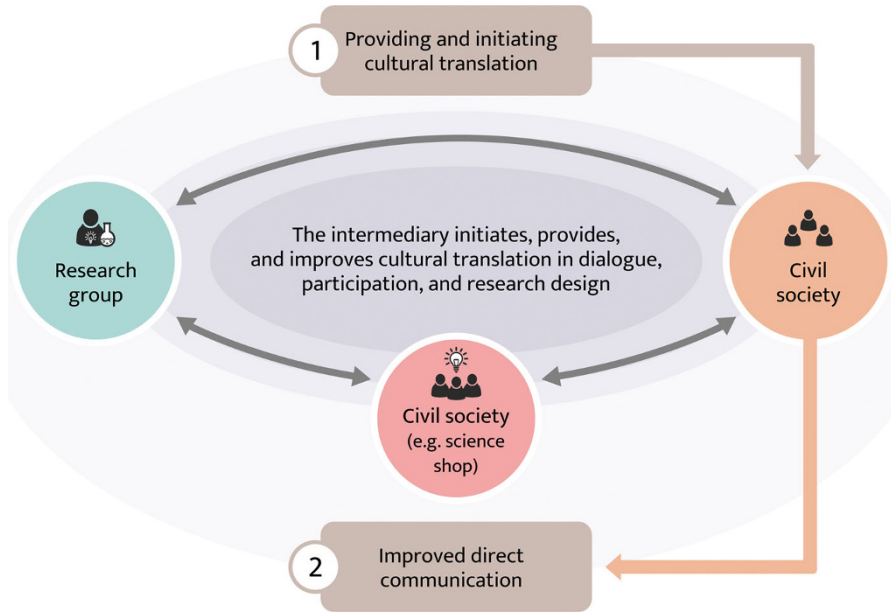 1
Providing and initiating
cultural translation
The intermediary initiates, provides,
and improves cultural translation in dialogue,
participation, and research design
Research
group
Civil
society
Civil society
(e.g. science
shop)
2
Improved direct
communication